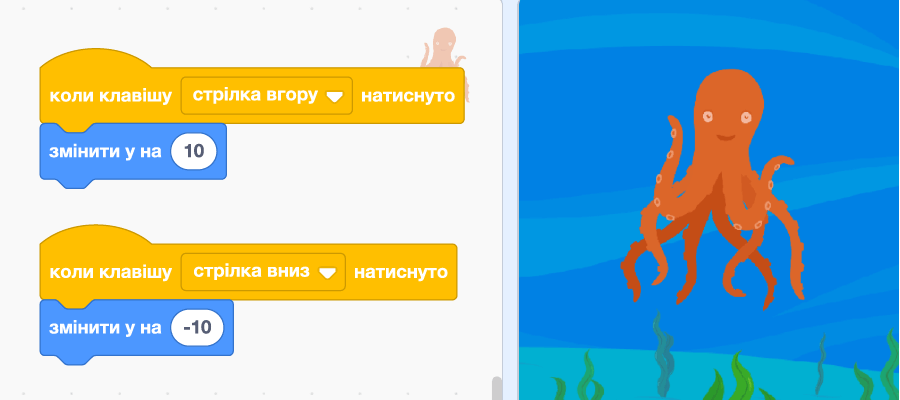 коли клавішу стрілка вгору натиснуто
змінити y на 10
коли клавішу стрілка вниз натиснуто
змінити y на -10